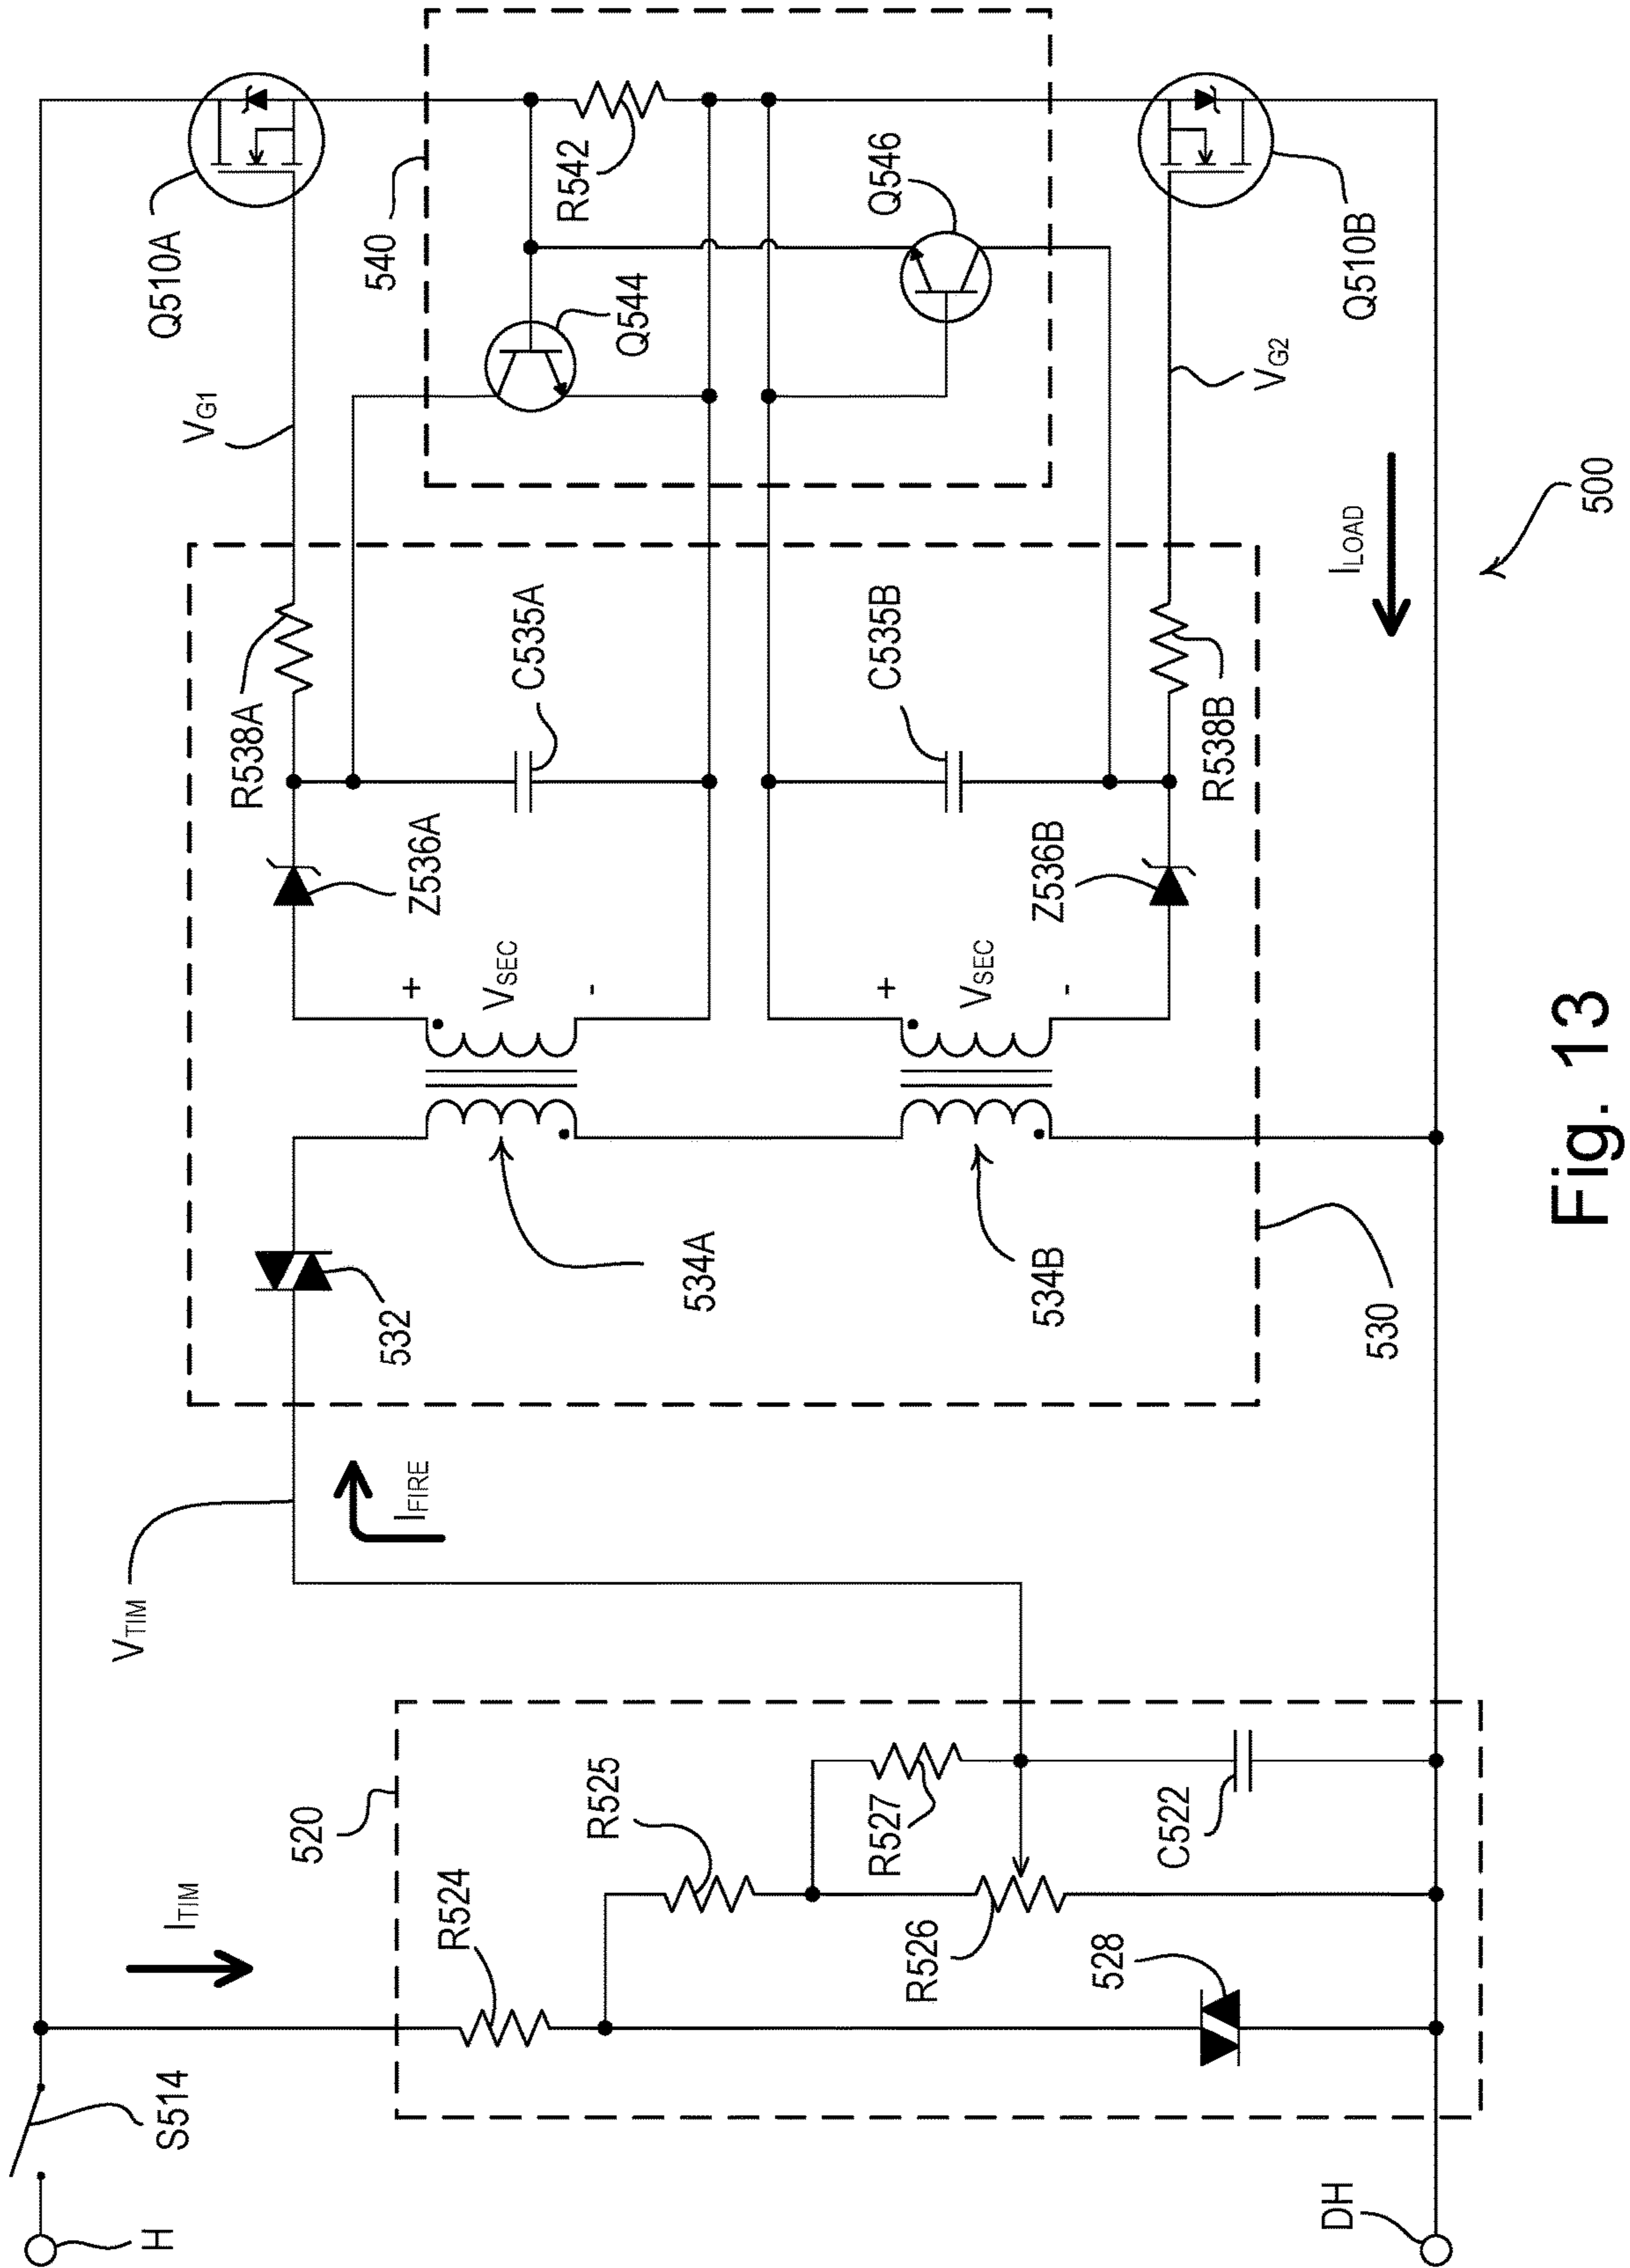 Q510A
540
R542
Q546
Q544
Q510B
VG1
VG2
ILOAD
500
R538A
C535A
C535B
R538B
Z536A
Z536B
+
VSEC
-
+
VSEC
-
534A
534B
532
530
VTIM
IFIRE
520
R525
R527
C522
ITIM
R524
R526
528
S514
H
DH
Fig. 13